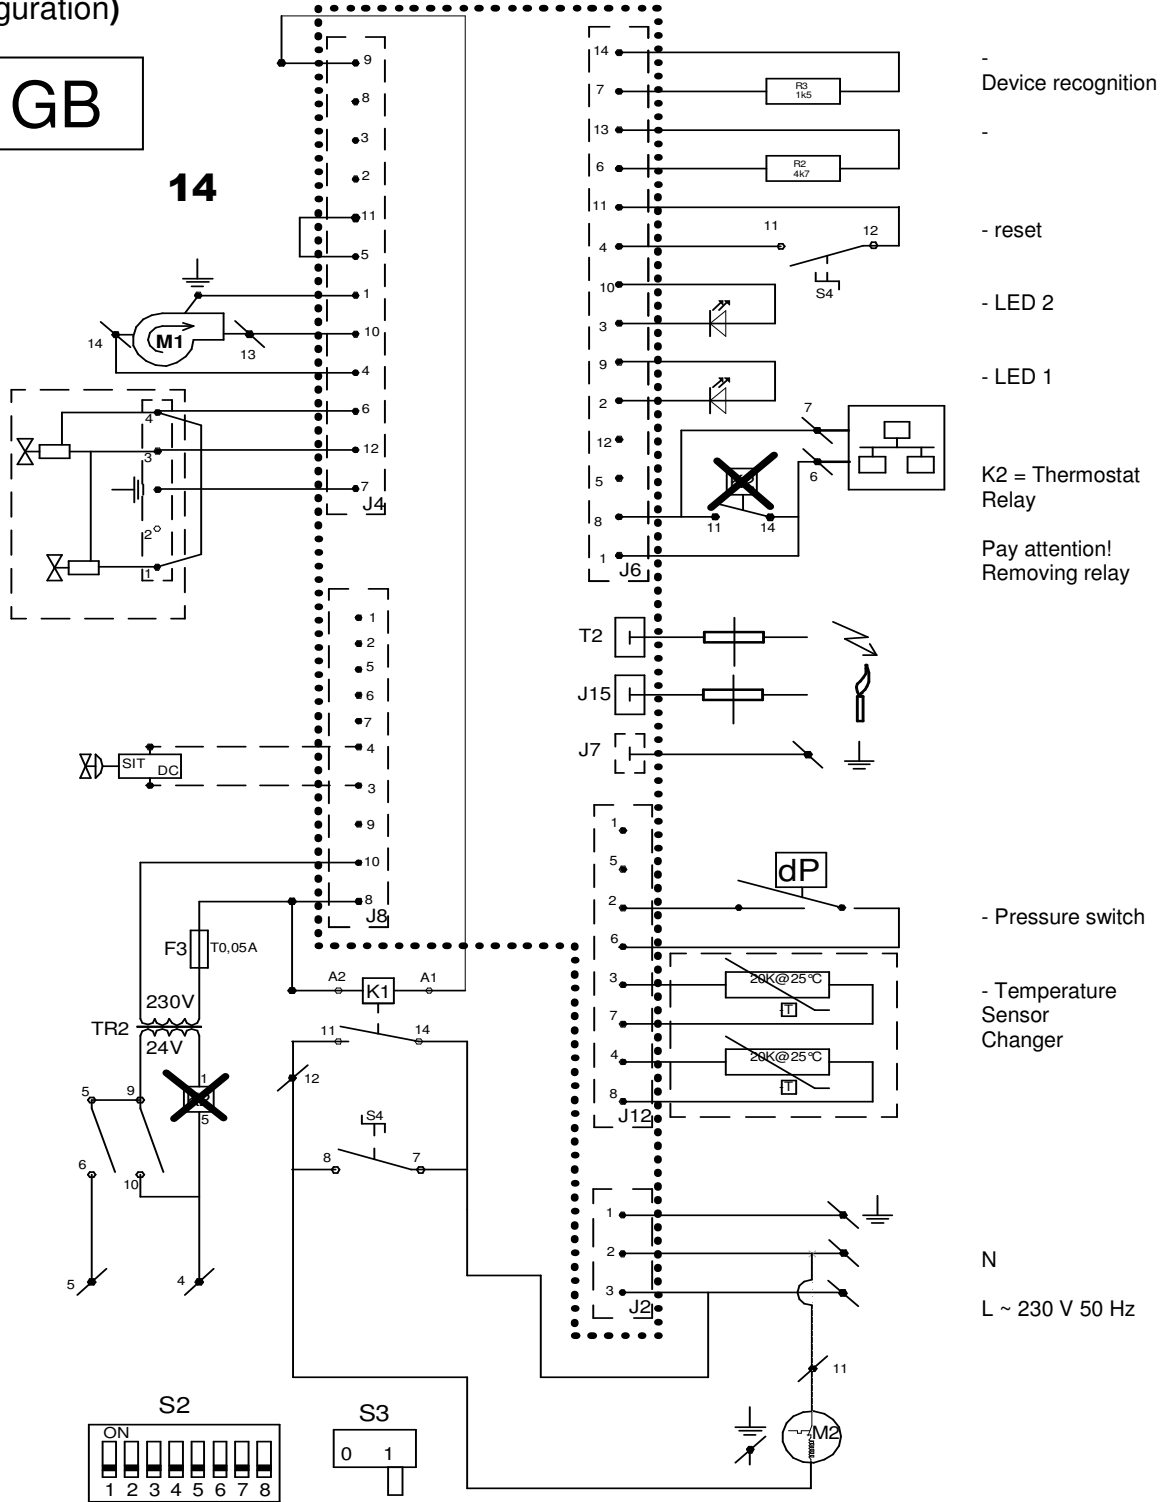 guration)
GB
14
9
8
3
2
11
5
1
10
4
6
12
7
J4
M1
14
13
4
3
2
1
14
7
13
6
11
4
10
3
9
2
12
5
8
1
J6
R3
1k5
R2
4k7
11
12
S4
7
6
11
14
-
Device recognition
-
- reset
- LED 2
- LED 1
K2 = Thermostat
Relay
Pay attention!
Removing relay
1
2
5
6
7
4
3
9
10
8
J8
SIT
DC
T2
J15
J7
1
5
2
6
3
7
4
8
J12
dP
20K@25°C
T
20K@25°C
T
- Pressure switch
- Temperature
Sensor
Changer
F3
T0,05A
230V
TR2
24V
A2
K1
A1
11
14
12
S4
8
7
5
9
1
5
6
10
5
4
1
2
3
J2
N
L ~ 230 V 50 Hz
11
M2
S2
ON
1 2 3 4 5 6 7 8
S3
0 1